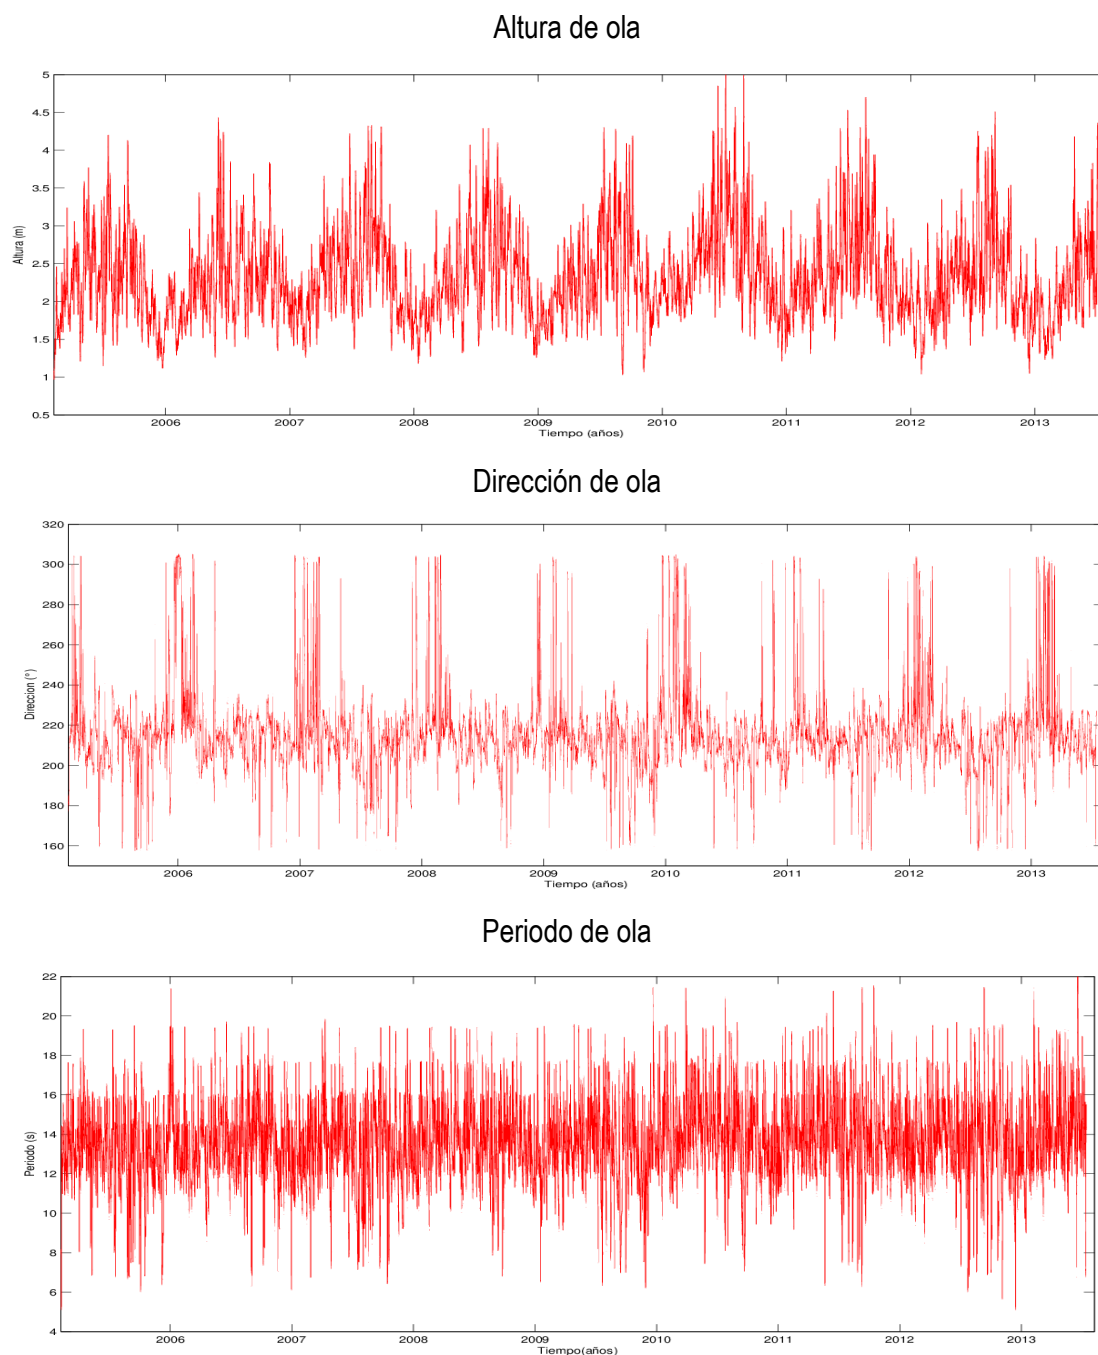 Altura de ola
5
4.5
4
3.5
3
2.5
2
1.5
1
0.5
Altura (m)
2006 2007 2008 2009 2010 2011 2012 2013
Tiempo (años)
Dirección de ola
320
300
280
260
240
220
200
180
160
Direccion (°)
2006 2007 2008 2009 2010 2011 2012 2013
Tiempo (años)
Periodo de ola
22
20
18
16
14
12
10
8
6
4
Periodo (s)
2006 2007 2008 2009 2010 2011 2012 2013
Tiempo(años)